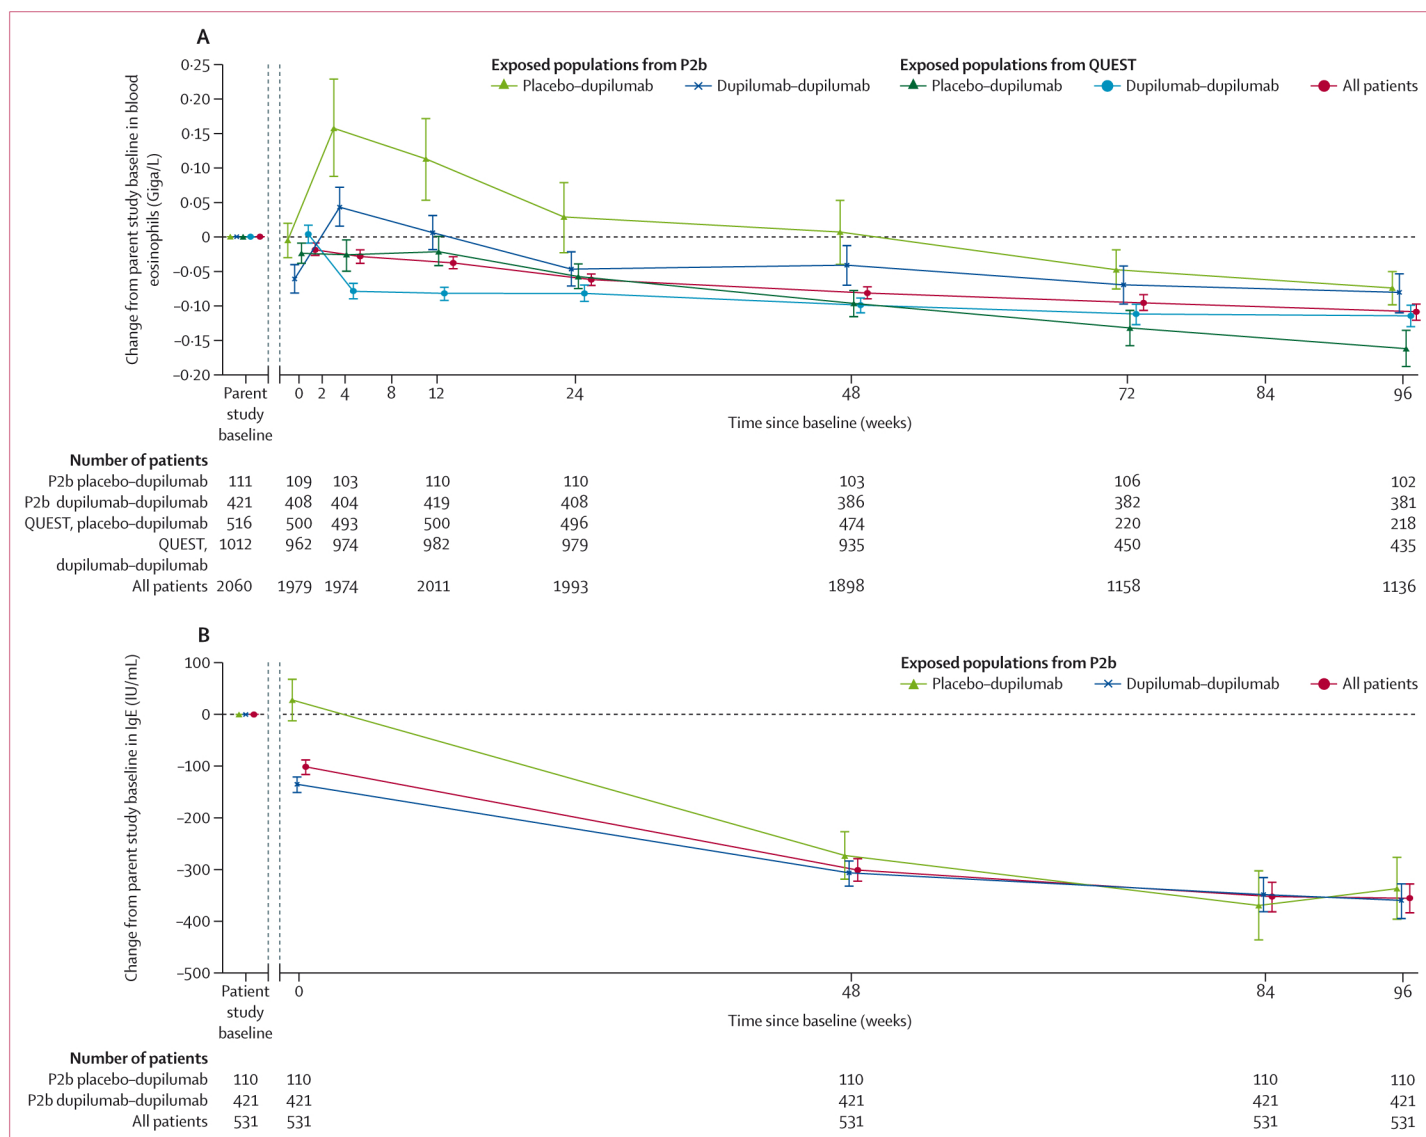 A
Exposed populations from P2b
Exposed populations from QUEST
Placebo–dupilumab
Dupilumab–dupilumab
Placebo–dupilumab
Dupilumab–dupilumab
All patients
Change from parent study baseline in blood
eosinophils (Giga/L)
0·25
0·20
0·15
0·10
0·05
0
–0·05
–0·10
–0·15
–0·20
Parent
study
baseline
0 2 4 8 12 24 48 72 84 96
Time since baseline (weeks)
Number of patients
P2b placebo–dupilumab 111 109 103 110 110 103 106 102
P2b dupilumab–dupilumab 421 408 404 419 408 386 382 381
QUEST, placebo–dupilumab 516 500 493 500 496 474 220 218
QUEST, 1012 962 974 982 979 935 450 435
dupilumab–dupilumab
All patients 2060 1979 1974 2011 1993 1898 1158 1136
B
Exposed populations from P2b
Placebo–dupilumab
Dupilumab–dupilumab
All patients
Change from parent study baseline in IgE (IU/mL)
100
0
–100
–200
–300
–400
–500
Patient
study
baseline
0 48 84 96
Time since baseline (weeks)
Number of patients
P2b placebo–dupilumab 110 110 110 110 110
P2b dupilumab–dupilumab 421 421 421 421 421
All patients 531 531 531 531 531